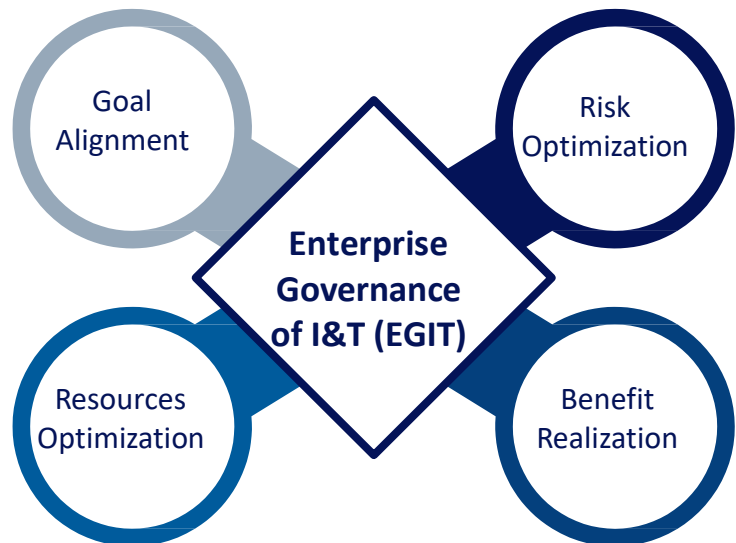 Goal
Alignment
Risk
Optimization
Enterprise
Governance
of I&T (EGIT)
Resources
Optimization
Benefit
Realization